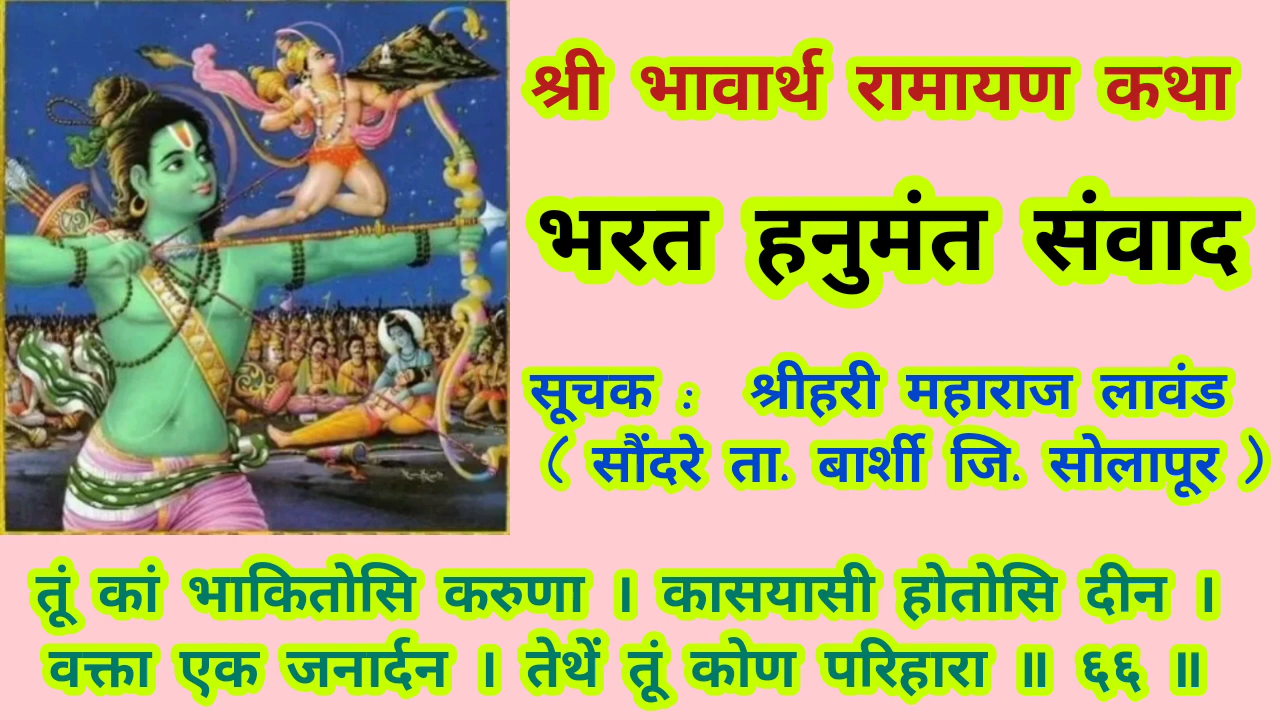 श्री भावार्थ रामायण कथा
भरत हनुमंत संवाद
सूचक : श्रीहरी महाराज लावंड
( सौंदरे ता. बार्शी जि. सोलापूर )
तूं कां भाकितोसि करुणा । कासयासी होतोसि दीन ।
वक्ता एक जनार्दन । तेथें तूं कोण परिहारा ॥ ६६ ॥